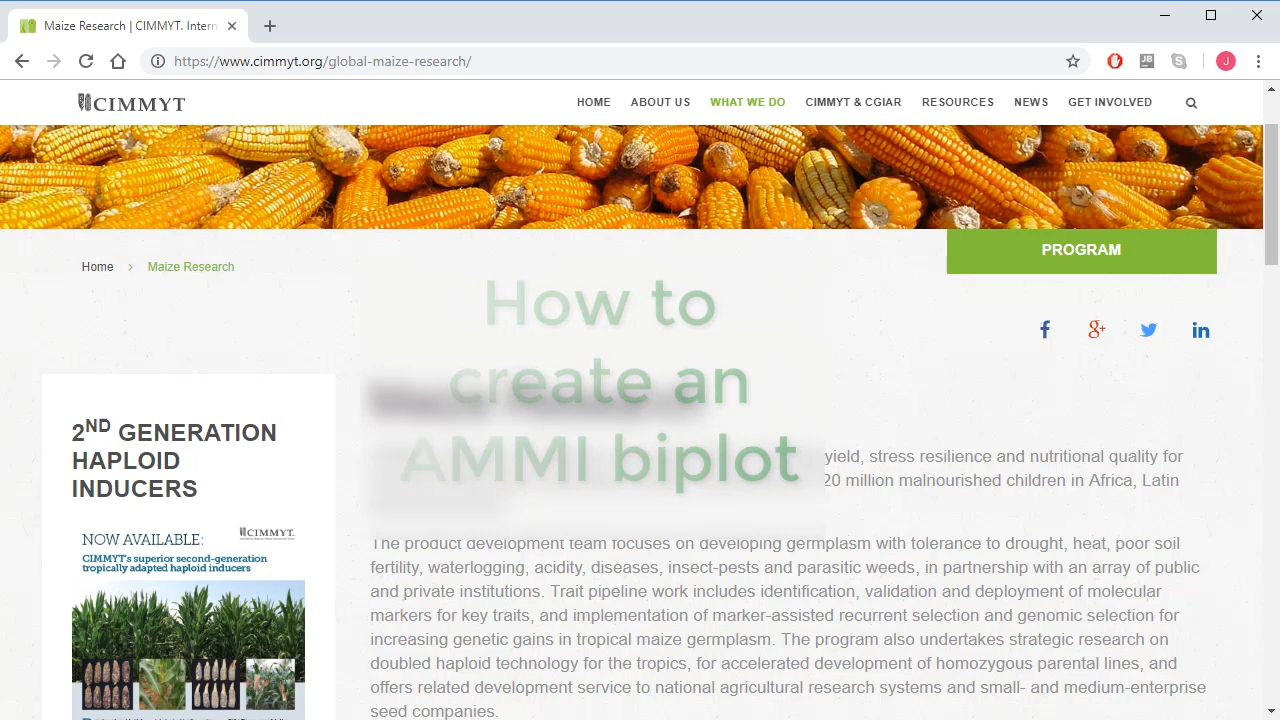 Maize Research | CIMMYT. Intern
https://www.cimmyt.org/global-maize-research/
JB
J
CIMMYT
HOME ABOUT US WHAT WE DO CIMMYT & CGIAR RESOURCES NEWS GET INVOLVED
PROGRAM
Home › Maize Research
How to
create an
AMMI biplot
2ND GENERATION
HAPLOID
INDUCERS
NOW AVAILABLE:
CIMMYT.
CIMMYT's superior second-generation
tropically adapted haploid inducers
yield, stress resilience and nutritional quality for
20 million malnourished children in Africa, Latin
The product development team focuses on developing germplasm with tolerance to drought, heat, poor soil
fertility, waterlogging, acidity, diseases, insect-pests and parasitic weeds, in partnership with an array of public
and private institutions. Trait pipeline work includes identification, validation and deployment of molecular
markers for key traits, and implementation of marker-assisted recurrent selection and genomic selection for
increasing genetic gains in tropical maize germplasm. The program also undertakes strategic research on
doubled haploid technology for the tropics, for accelerated development of homozygous parental lines, and
offers related development service to national agricultural research systems and small- and medium-enterprise
seed companies.